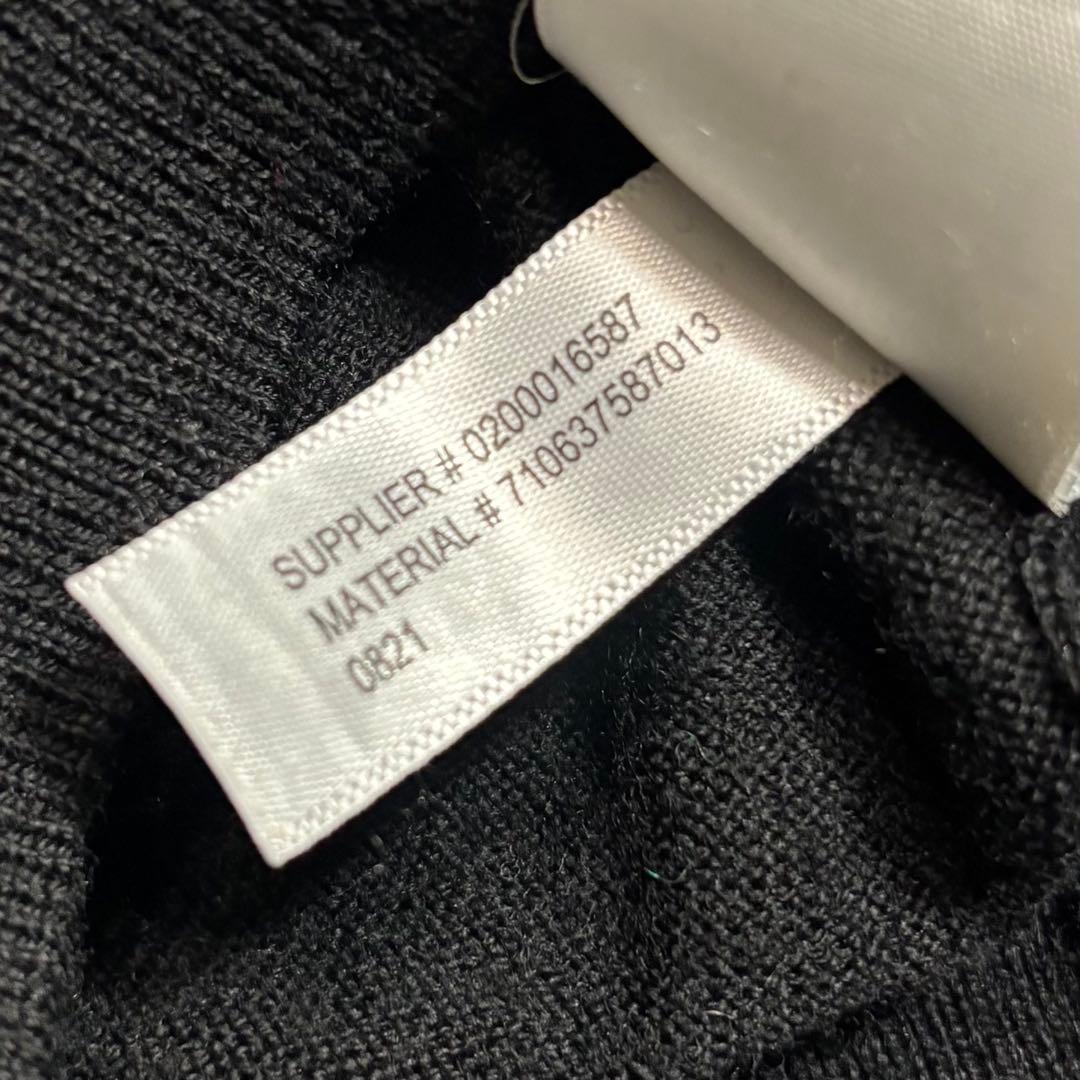 SUPPLIER # 0200016587
MATERIAL # 710637587013
0821